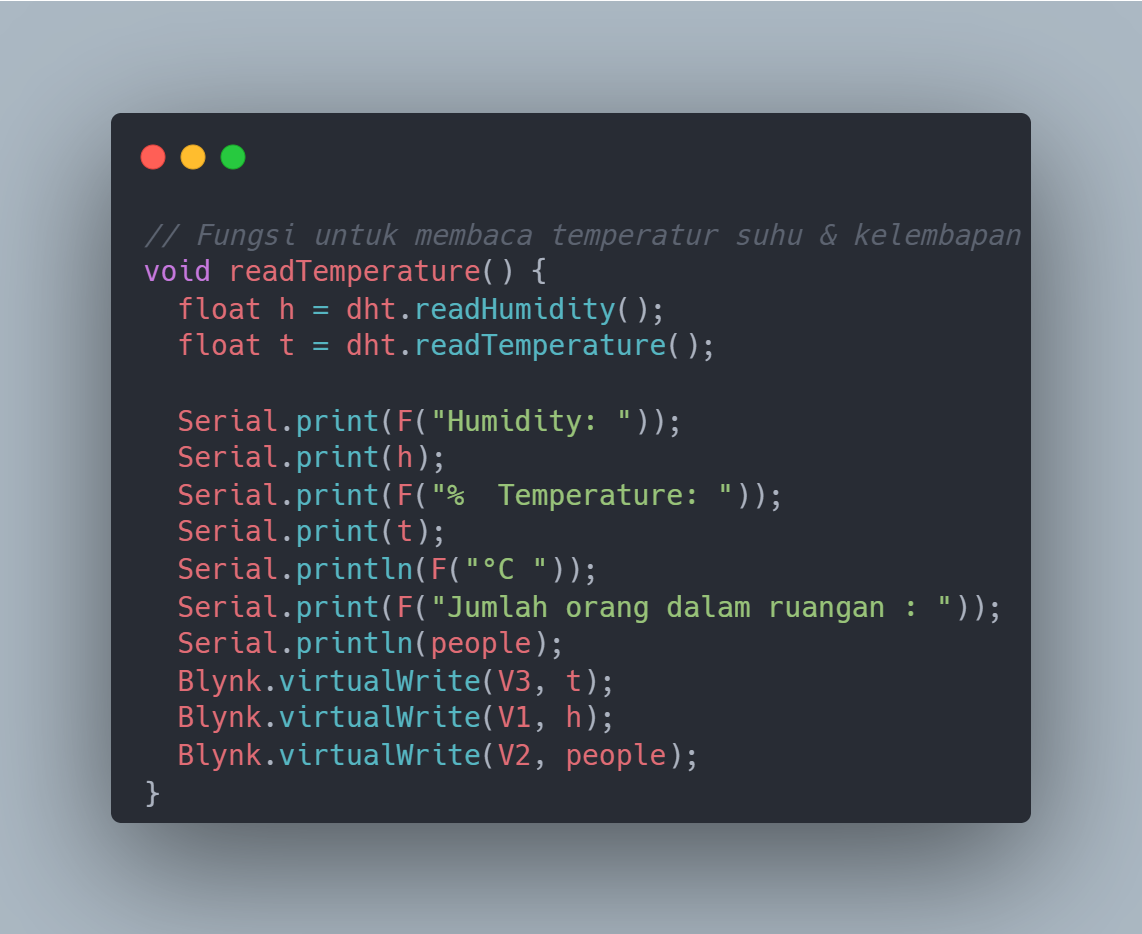 // Fungsi untuk membaca temperatur suhu & kelembapan
void readTemperature() {
  float h = dht.readHumidity();
  float t = dht.readTemperature();

  Serial.print(F("Humidity: "));
  Serial.print(h);
  Serial.print(F("%  Temperature: "));
  Serial.print(t);
  Serial.println(F("°C "));
  Serial.print(F("Jumlah orang dalam ruangan : "));
  Serial.println(people);
  Blynk.virtualWrite(V3, t);
  Blynk.virtualWrite(V1, h);
  Blynk.virtualWrite(V2, people);
}